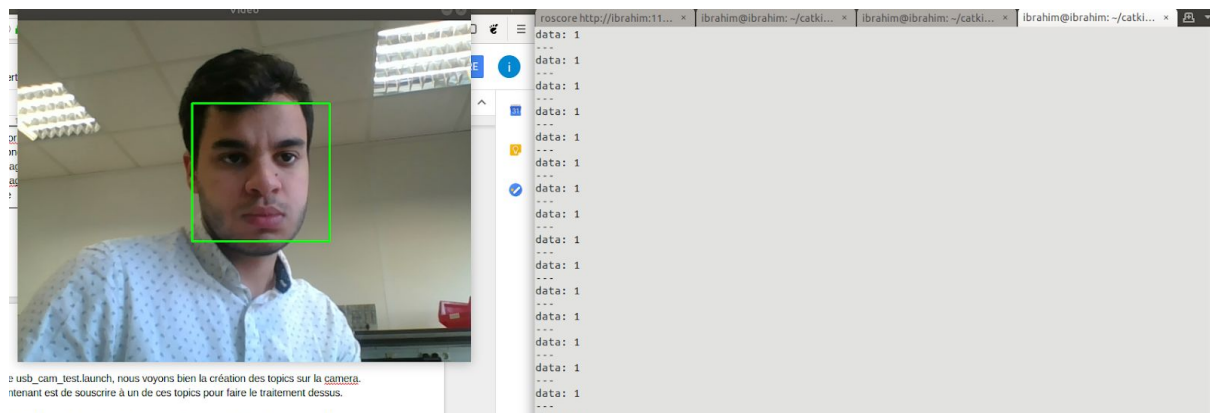 Video
roscore http://ibrahim:11... × ibrahim@ibrahim: ~/catki... × ibrahim@ibrahim: ~/catki... × ibrahim@ibrahim: ~/catki... ×
data: 1
---
data: 1
---
data: 1
---
data: 1
---
data: 1
---
data: 1
---
data: 1
---
data: 1
---
data: 1
---
data: 1
---
data: 1
---
data: 1
---
data: 1
---
data: 1
---
data: 1
---
31
e usb_cam_test.launch, nous voyons bien la création des topics sur la camera.
ntenant est de souscrire à un de ces topics pour faire le traitement dessus.